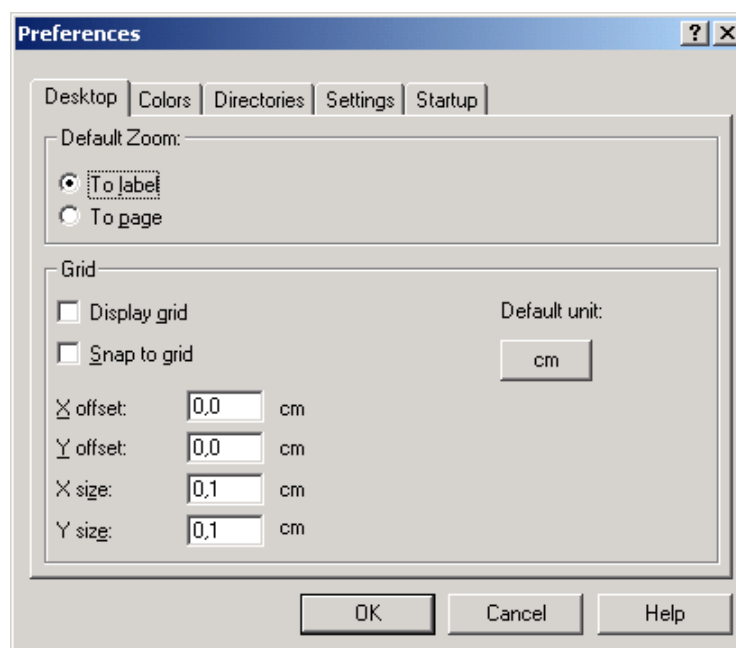 Preferences
Desktop Colors Directories Settings Startup
Default Zoom:
To label
To page
Grid
Display grid
Default unit:
Snap to grid
cm
X offset: 0,0 cm
Y offset: 0,0 cm
X size: 0,1 cm
Y size: 0,1 cm
OK Cancel Help